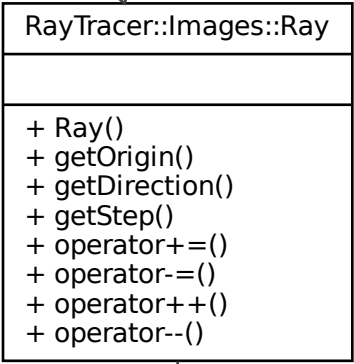 RayTracer::Images::Ray
+ Ray()
+ getOrigin()
+ getDirection()
+ getStep()
+ operator+=()
+ operator-=()
+ operator++()
+ operator--()